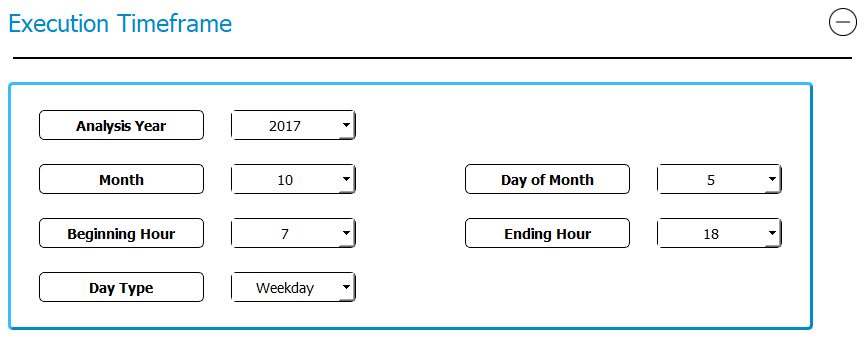 Execution Timeframe
Analysis Year 2017
Month 10 Day of Month 5
Beginning Hour 7 Ending Hour 18
Day Type Weekday